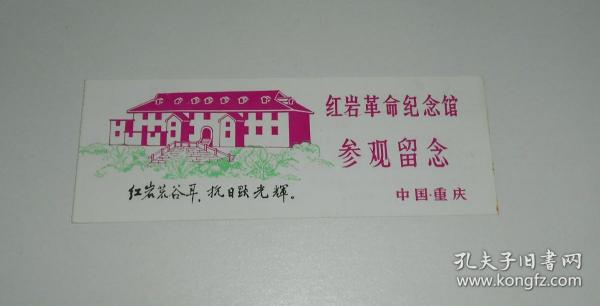 红岩革命纪念馆
参观留念
中国·重庆
红岩荒谷耳，抗日跃光辉。
孔夫子旧书网
www.kongfz.com